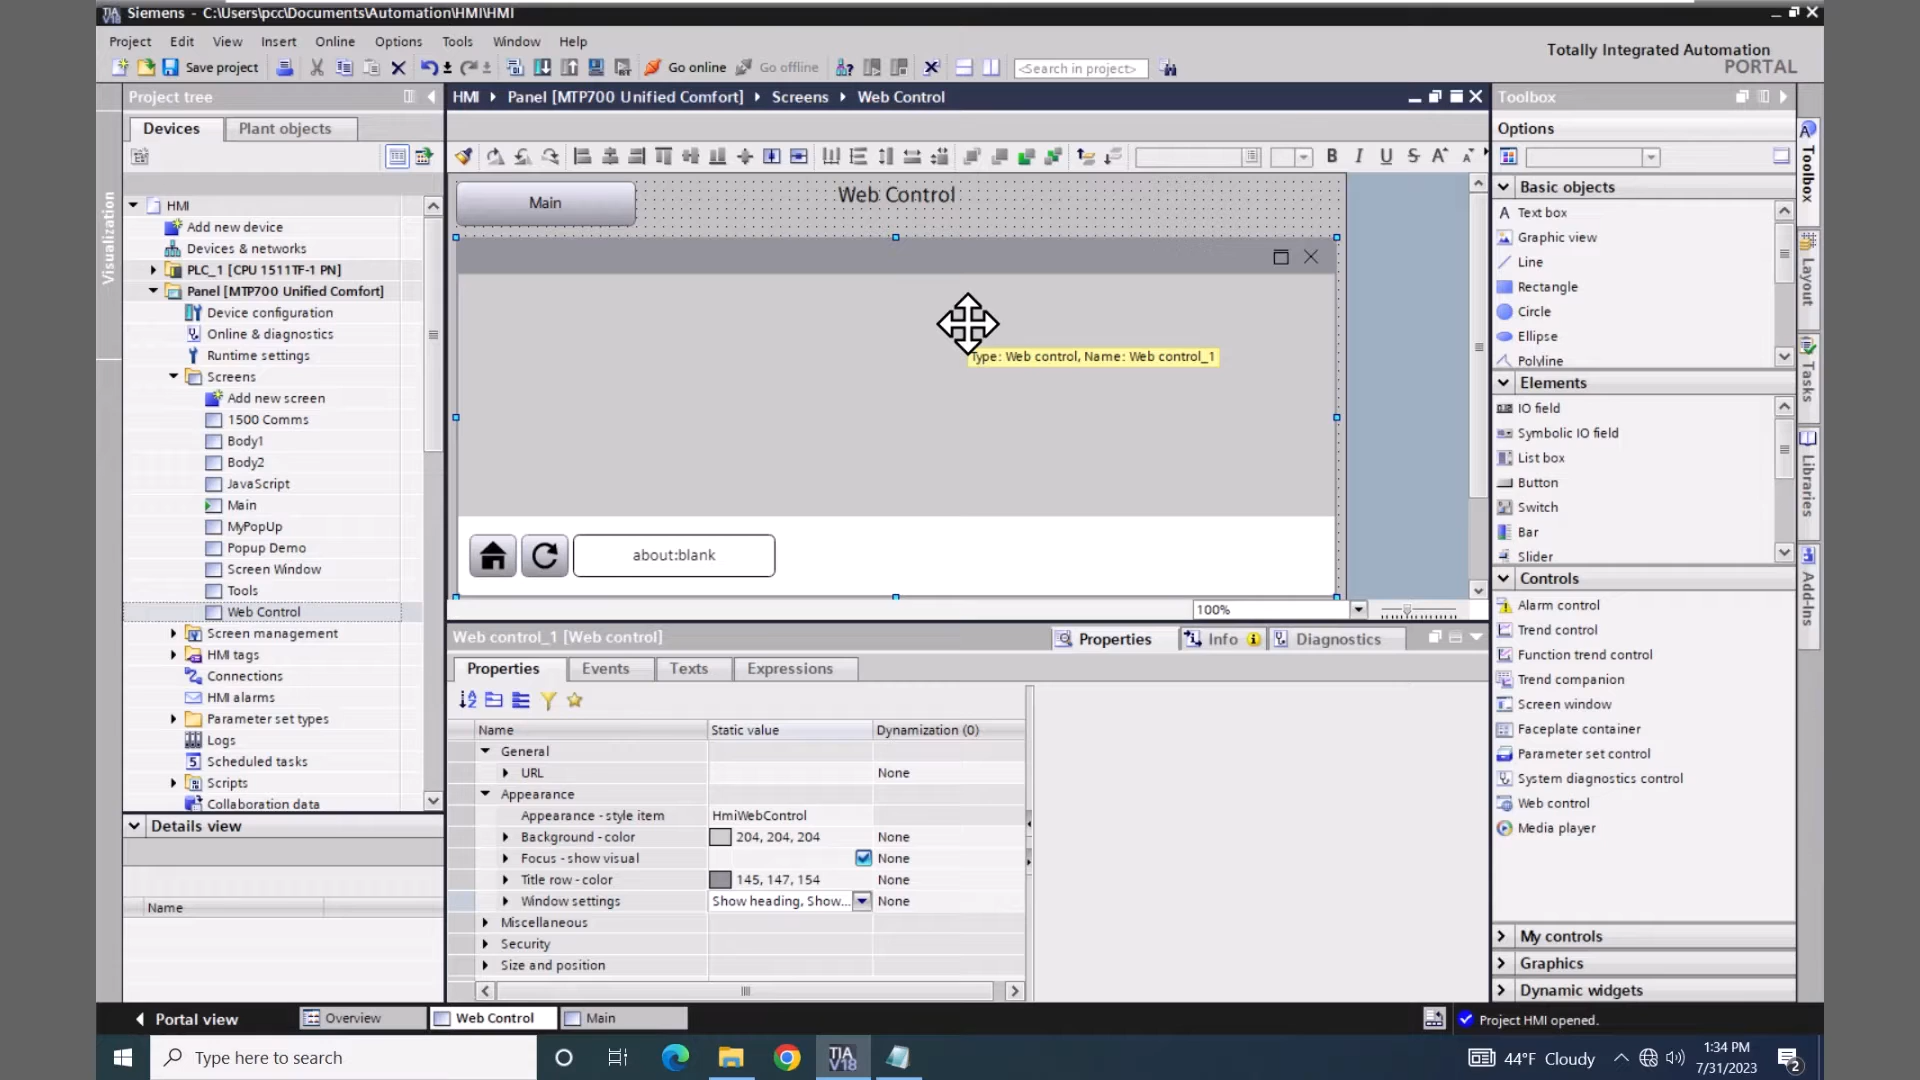 Siemens - C:\Users\pcc\Documents\Automation\HMI\HMI
Project Edit View Insert Online Options Tools Window Help
Totally Integrated Automation
PORTAL
Save project
Go online
Go offline
<Search in project>
Project tree
HMI
Panel [MTP700 Unified Comfort]
Screens
Web Control
Toolbox
Devices
Plant objects
Options
Visualization
HMI
Add new device
Devices & networks
PLC_1 [CPU 1511TF-1 PN]
Panel [MTP700 Unified Comfort]
Device configuration
Online & diagnostics
Runtime settings
Screens
Add new screen
1500 Comms
Body1
Body2
JavaScript
Main
MyPopUp
Popup Demo
Screen Window
Tools
Web Control
Screen management
HMI tags
Connections
HMI alarms
Parameter set types
Logs
Scheduled tasks
Scripts
Collaboration data
Details view
Name
B I U S A A
Main
Web Control
Type: Web control, Name: Web control_1
about:blank
100%
Web control_1 [Web control]
Properties
Info
Diagnostics
Properties
Events
Texts
Expressions
Name Static value Dynamization (0)
General
URL None
Appearance
Appearance - style item HmiWebControl
Background - color 204, 204, 204 None
Focus - show visual None
Title row - color 145, 147, 154 None
Window settings Show heading, Show... None
Miscellaneous
Security
Size and position
Basic objects
Text box
Graphic view
Line
Rectangle
Circle
Ellipse
Polyline
Elements
IO field
Symbolic IO field
List box
Button
Switch
Bar
Slider
Controls
Alarm control
Trend control
Function trend control
Trend companion
Screen window
Faceplate container
Parameter set control
System diagnostics control
Web control
Media player
My controls
Graphics
Dynamic widgets
Toolbox
Layout
Tasks
Libraries
Add-Ins
Portal view
Overview
Web Control
Main
Project HMI opened.
Type here to search
TIA
V18
44°F Cloudy
1:34 PM
7/31/2023
2